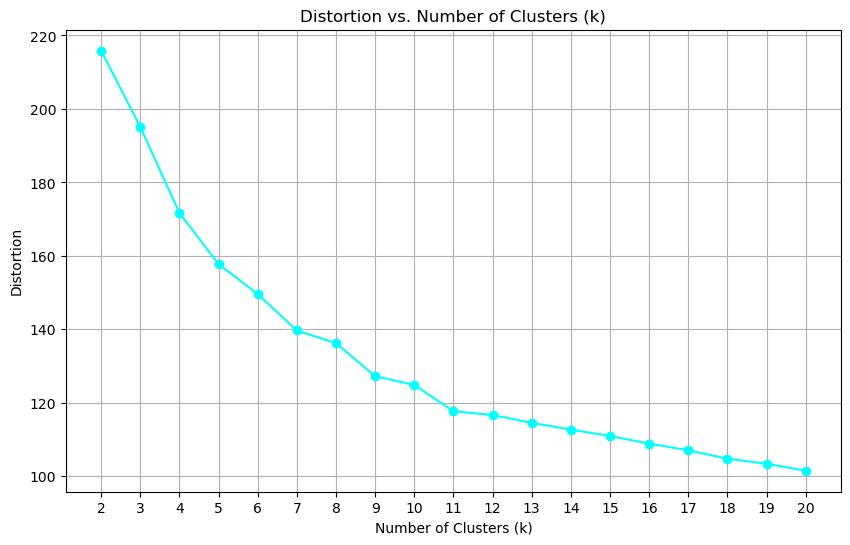 Distortion vs. Number of Clusters (k)
220
200
180
160
140
120
100
Distortion
2 3 4 5 6 7 8 9 10 11 12 13 14 15 16 17 18 19 20
Number of Clusters (k)